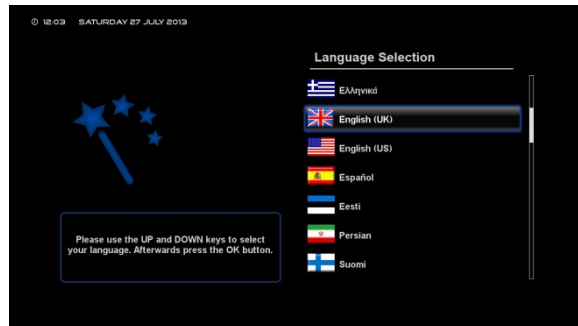 12:03 SATURDAY 27 JULY 2013
Language Selection
Ελληνικά
English (UK)
English (US)
Español
Eesti
Persian
Suomi
Please use the UP and DOWN keys to select
your language. Afterwards press the OK button.